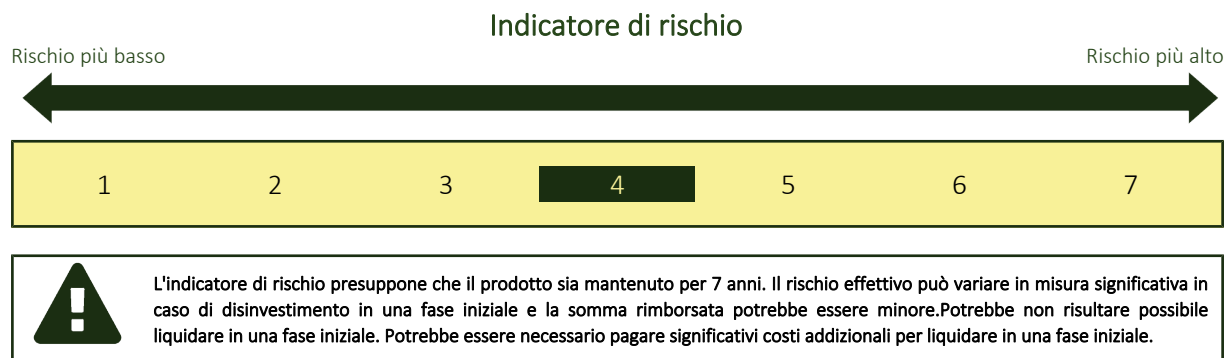 Indicatore di rischio
Rischio più basso
Rischio più alto
1 2 3 4 5 6 7
L'indicatore di rischio presuppone che il prodotto sia mantenuto per 7 anni. Il rischio effettivo può variare in misura significativa in
caso di disinvestimento in una fase iniziale e la somma rimborsata potrebbe essere minore.Potrebbe non risultare possibile
liquidare in una fase iniziale. Potrebbe essere necessario pagare significativi costi addizionali per liquidare in una fase iniziale.